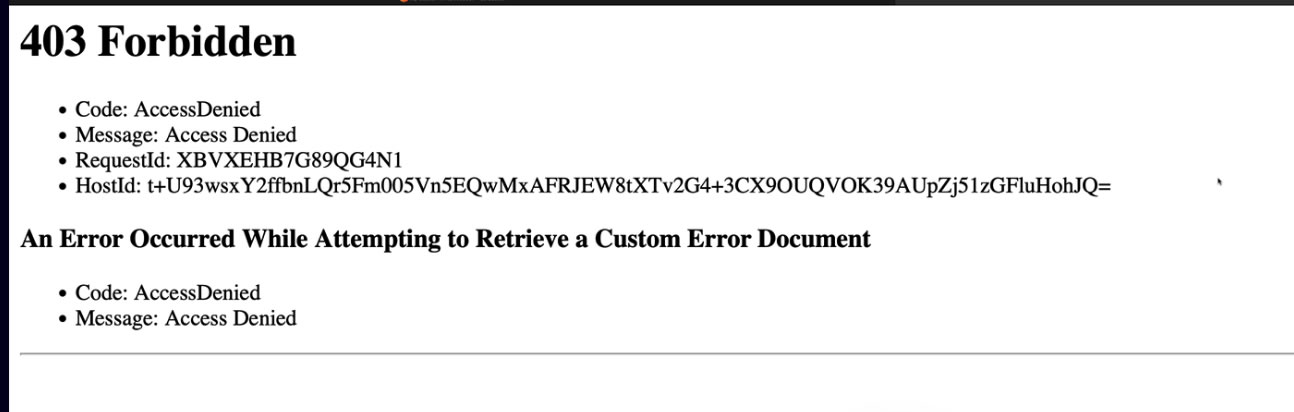 403 Forbidden
• Code: AccessDenied
• Message: Access Denied
• RequestId: XBVXEHB7G89QG4N1
• HostId: t+U93wsxY2ffbnLQr5Fm005Vn5EQwMxAFRJEW8tXTv2G4+3CX9OUQVOK39AUpZj51zGFluHohJQ=
An Error Occurred While Attempting to Retrieve a Custom Error Document
• Code: AccessDenied
• Message: Access Denied